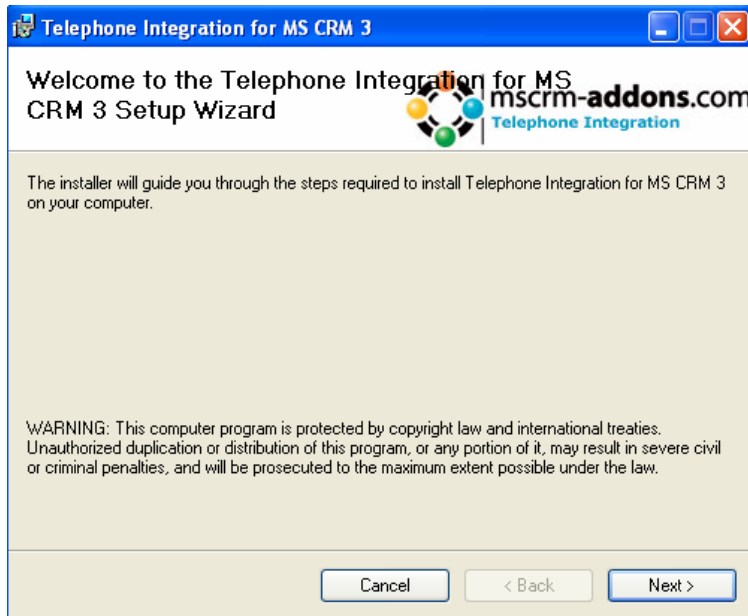 Telephone Integration for MS CRM 3
Welcome to the Telephone Integration for MS
CRM 3 Setup Wizard
mscrm-addons.com
Telephone Integration
The installer will guide you through the steps required to install Telephone Integration for MS CRM 3
on your computer.
WARNING: This computer program is protected by copyright law and international treaties.
Unauthorized duplication or distribution of this program, or any portion of it, may result in severe civil
or criminal penalties, and will be prosecuted to the maximum extent possible under the law.
Cancel < Back Next >